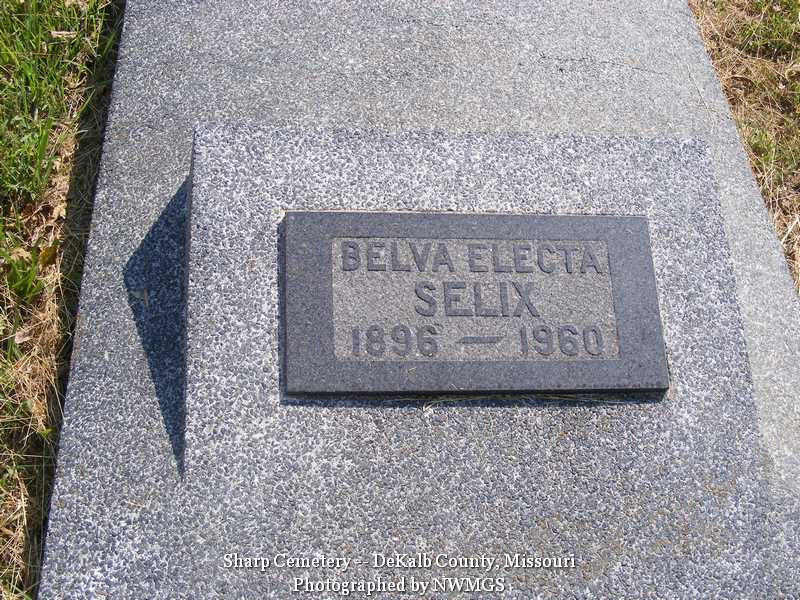 BELVA ELECTA
SELIX
1896 — 1960
Sharp Cemetery - DeKalb County, Missouri
Photographed by NWMGS